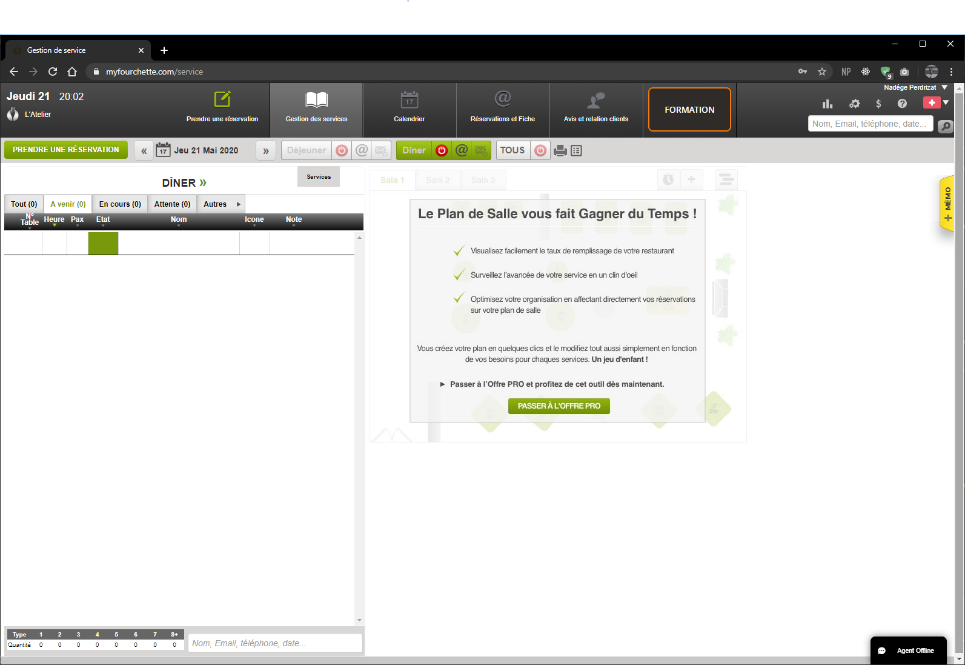 Gestion de service
myfourchette.com/service
NP
9
Jeudi 21 20:02
L'Atelier
Prendre une réservation
Gestion des services
17
Calendrier
@
Réservations et Fiche
Avis et relation clients
FORMATION
Nadège Perdrizat
$ ?
Nom, Email, téléphone, date...
PRENDRE UNE RÉSERVATION
«
17
Jeu 21 Mai 2020
»
Déjeuner
@
Dîner
@
TOUS
DÎNER »
Services
Tout (0)
A venir (0)
En cours (0)
Attente (0)
Autres
N° Table
Heure
Pax
Etat
Nom
Icone
Note
Salle 1
Salle 2
Salle 3
MEMO
Le Plan de Salle vous fait Gagner du Temps !
Visualisez facilement le taux de remplissage de votre restaurant
Surveillez l'avancée de votre service en un clin d'oeil
Optimisez votre organisation en affectant directement vos réservations
sur votre plan de salle
Vous créez votre plan en quelques clics et le modifiez tout aussi simplement en fonction
de vos besoins pour chaques services. Un jeu d'enfant !
Passer à l'Offre PRO et profitez de cet outil dès maintenant.
PASSER À L'OFFRE PRO
Type 1 2 3 4 5 6 7 8+
Quantité 0 0 0 0 0 0 0 0
Nom, Email, téléphone, date...
Agent Offline